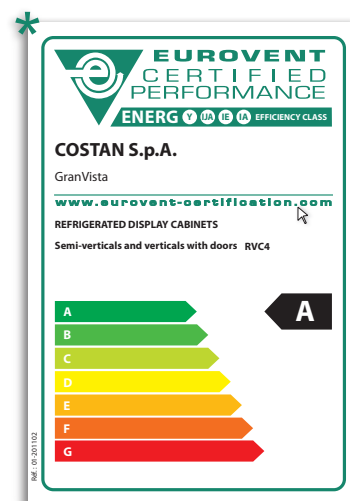 *
EUROVENT
CERTIFIED
PERFORMANCE
ENERG Y IJA IE IA EFFICIENCY CLASS
COSTAN S.p.A.
GranVista
www.eurovent-certification.com
REFRIGERATED DISPLAY CABINETS
Semi-verticals and verticals with doors RVC4
A
A
B
C
D
E
F
G
Réf. : 01-201102